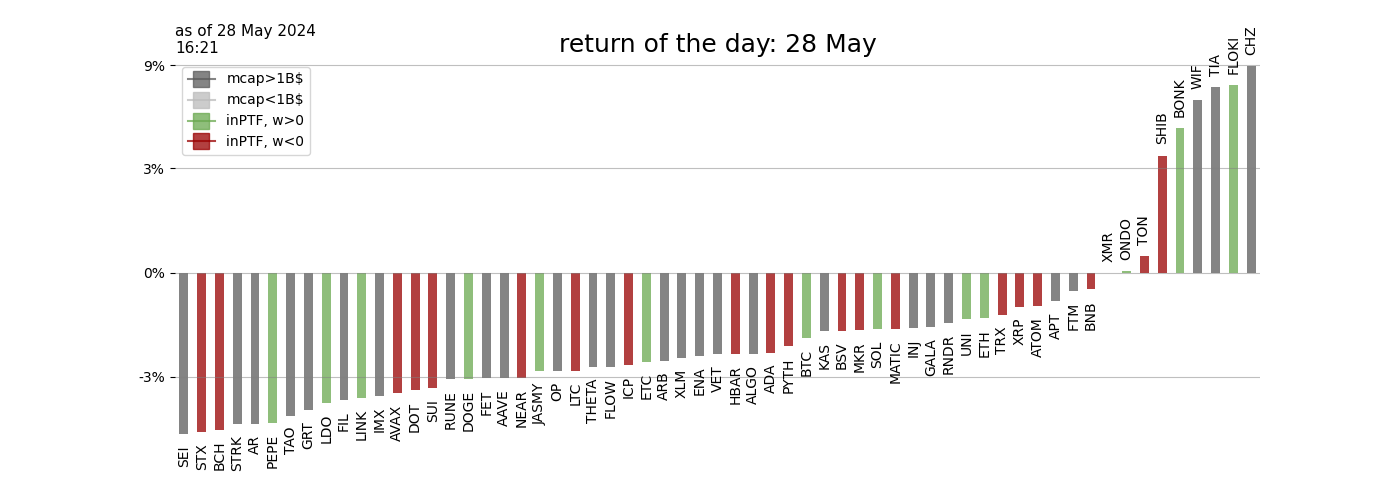 as of 28 May 2024
16:21
return of the day: 28 May
9%
3%
0%
-3%
mcap>1B$
mcap<1B$
inPTF, w>0
inPTF, w<0
SEI
STX
BCH
STRK
AR
PEPE
TAO
GRT
LDO
FIL
LINK
IMX
AVAX
DOT
SUI
RUNE
DOGE
FET
AAVE
NEAR
JASMY
OP
LTC
THETA
FLOW
ICP
ETC
ARB
XLM
ENA
VET
HBAR
ALGO
ADA
PYTH
BTC
KAS
BSV
MKR
SOL
MATIC
INJ
GALA
RNDR
UNI
ETH
TRX
XRP
ATOM
APT
FTM
BNB
XMR
ONDO
TON
SHIB
BONK
WIF
TIA
FLOKI
CHZ